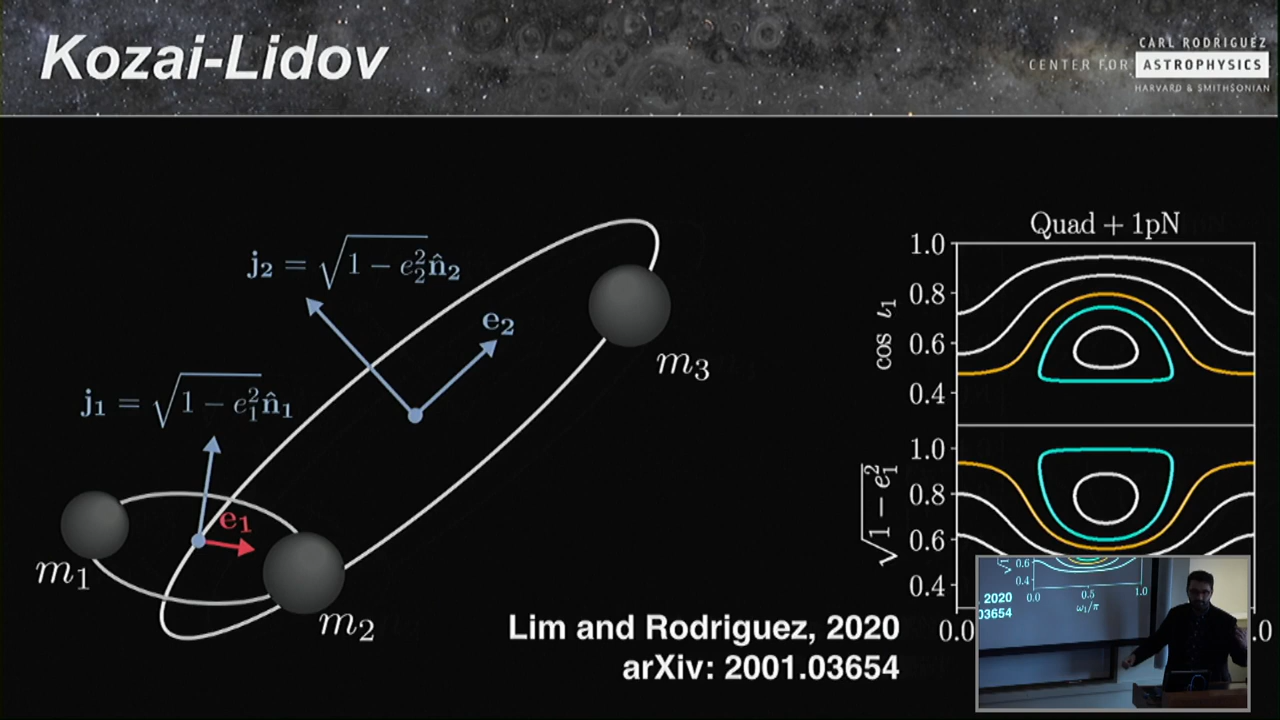 Kozai-Lidov
CARL RODRIGUEZ
CENTER FOR ASTROPHYSICS
HARVARD & SMITHSONIAN
Quad + 1pN
j₂ = √(1 − e₂²) n̂₂
e₂
m₃
j₁ = √(1 − e₁²) n̂₁
e₁
m₁
m₂
cos ι₁
1.0
0.8
0.6
0.4
√(1 − e₁²)
1.0
0.8
0.6
0.4
0.0
.0
Lim and Rodriguez, 2020
arXiv: 2001.03654
0.6
0.4
0.0 0.5 1.0
ω₁/π
2020
03654